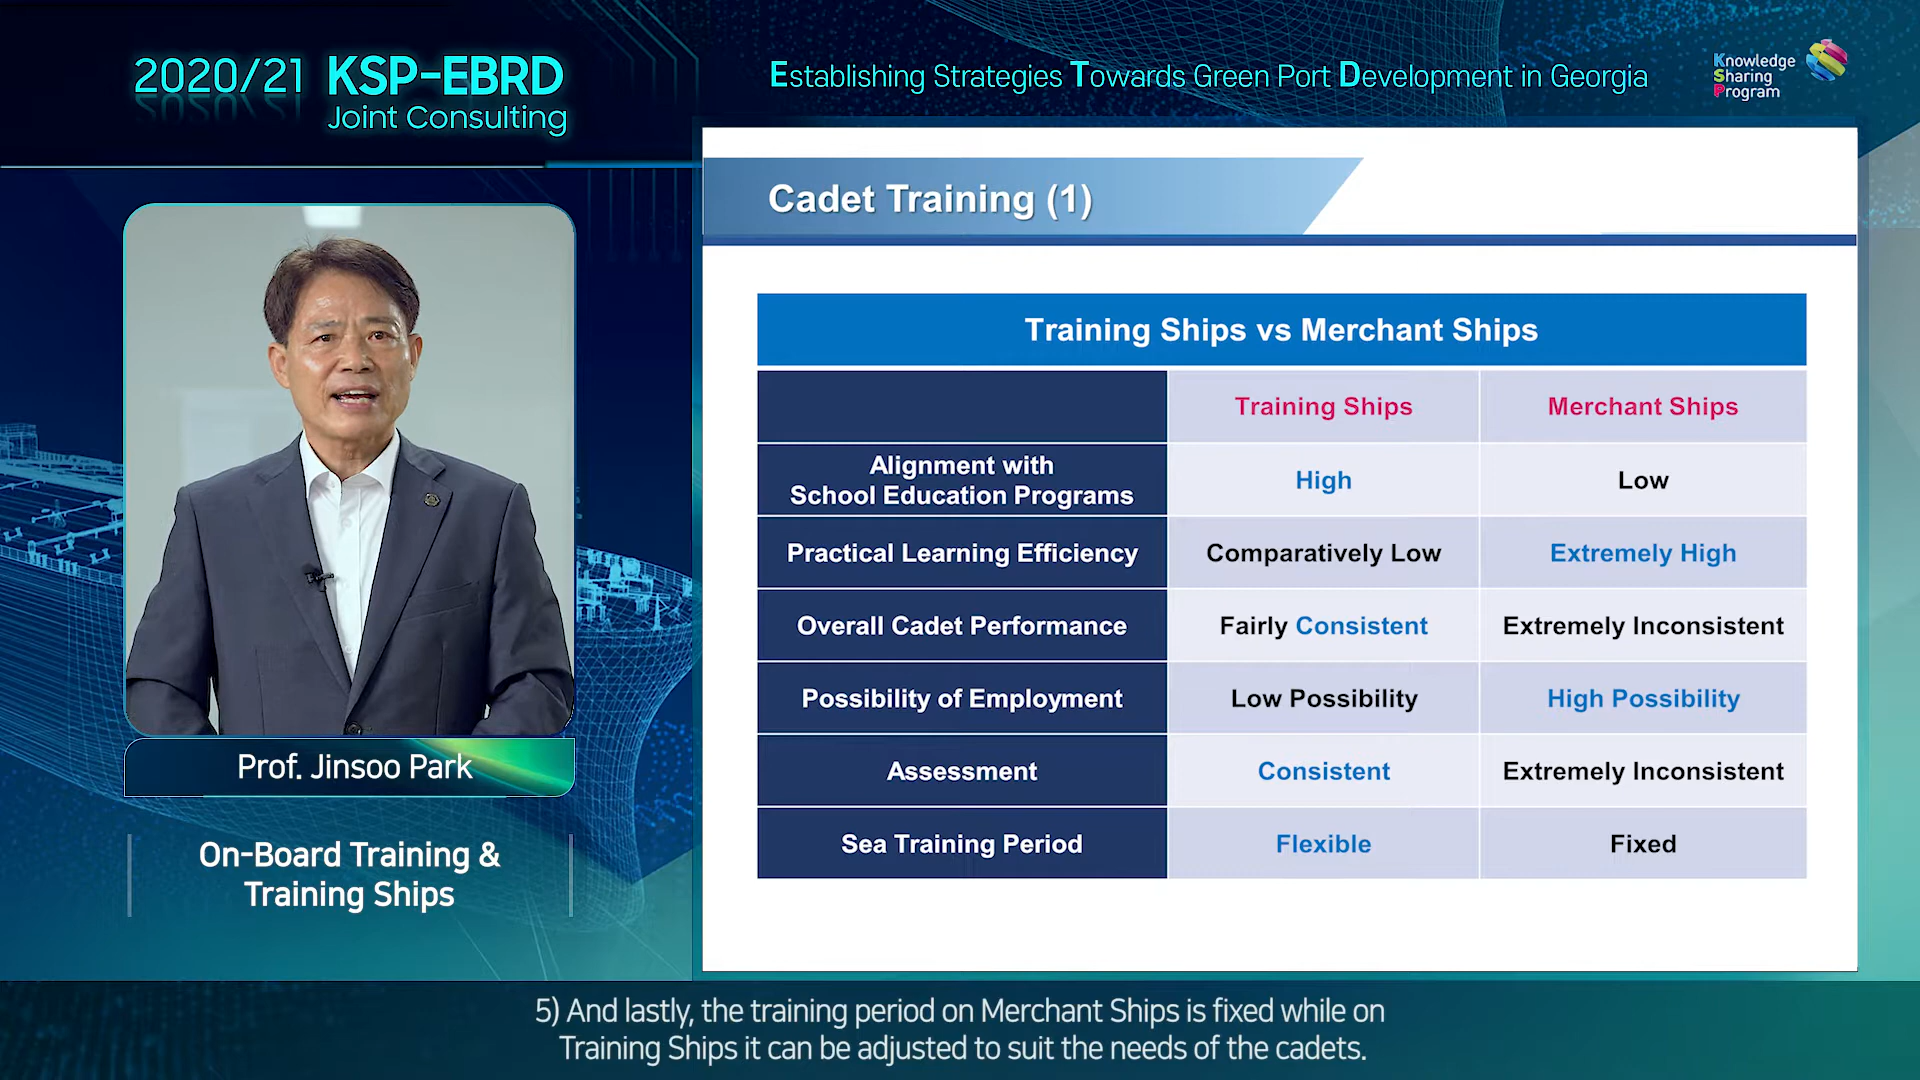 2020/21 KSP-EBRD
Joint Consulting
Establishing Strategies Towards Green Port Development in Georgia
Knowledge
Sharing
Program
Cadet Training (1)
Training Ships vs Merchant Ships
Training Ships
Merchant Ships
Alignment with
School Education Programs
High
Low
Practical Learning Efficiency
Comparatively Low
Extremely High
Overall Cadet Performance
Fairly Consistent
Extremely Inconsistent
Possibility of Employment
Low Possibility
High Possibility
Assessment
Consistent
Extremely Inconsistent
Sea Training Period
Flexible
Fixed
Prof. Jinsoo Park
On-Board Training &
Training Ships
5) And lastly, the training period on Merchant Ships is fixed while on
Training Ships it can be adjusted to suit the needs of the cadets.